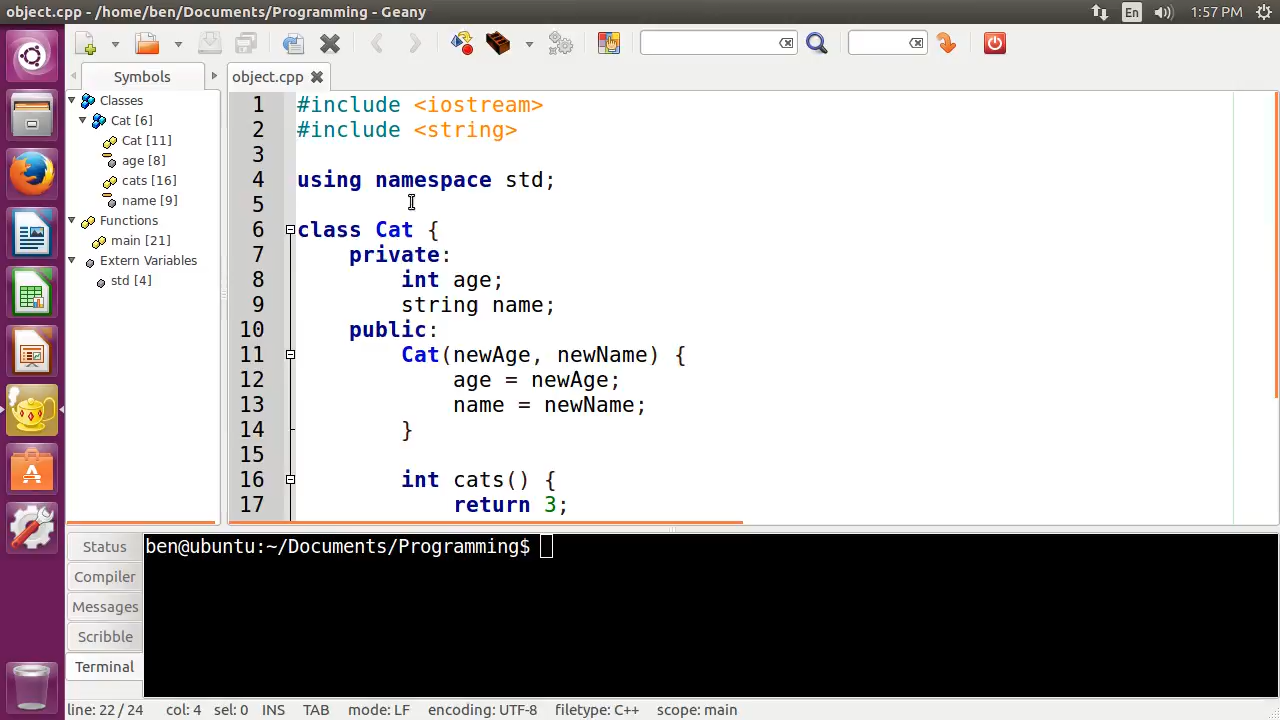 object.cpp - /home/ben/Documents/Programming - Geany
En
1:57 PM
Symbols
object.cpp
Classes
Cat [6]
Cat [11]
age [8]
cats [16]
name [9]
Functions
main [21]
Extern Variables
std [4]
1 #include <iostream>
2 #include <string>
3
4 using namespace std;
5
6 class Cat {
7 private:
8 int age;
9 string name;
10 public:
11 Cat(newAge, newName) {
12 age = newAge;
13 name = newName;
14 }
15
16 int cats() {
17 return 3;
Status
Compiler
Messages
Scribble
Terminal
ben@ubuntu:~/Documents/Programming$
line: 22 / 24 col: 4 sel: 0 INS TAB mode: LF encoding: UTF-8 filetype: C++ scope: main